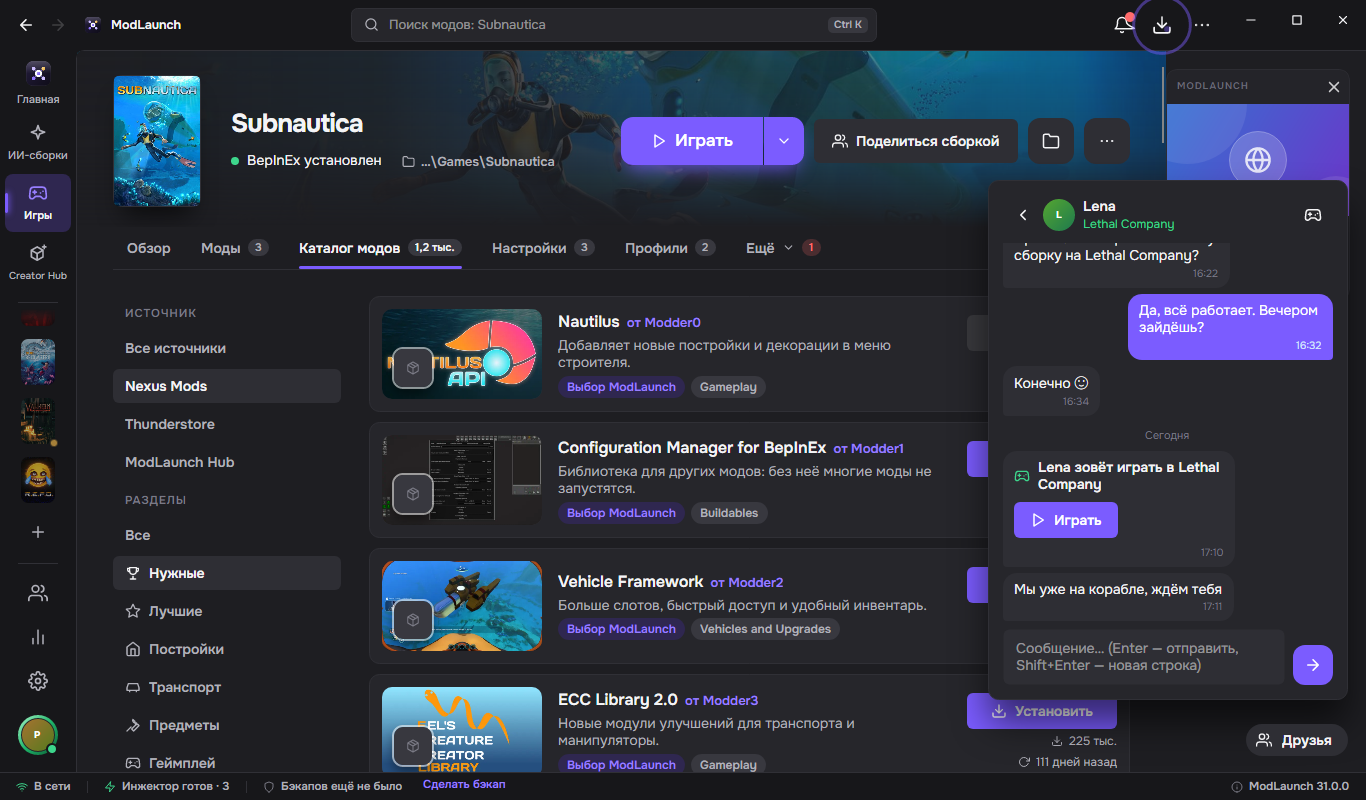 ModLaunch
Поиск модов: Subnautica
Ctrl K
Главная
ИИ-сборки
Игры
Creator Hub
SUBNAUTICA
Subnautica
BepInEx установлен
...\Games\Subnautica
Играть
Поделиться сборкой
MODLAUNCH
Обзор
Моды 3
Каталог модов 1,2 тыс.
Настройки 3
Профили 2
Ещё 1
ИСТОЧНИК
Все источники
Nexus Mods
Thunderstore
ModLaunch Hub
РАЗДЕЛЫ
Все
Нужные
Лучшие
Постройки
Транспорт
Предметы
Геймплей
Nautilus от Modder0
Добавляет новые постройки и декорации в меню
строителя.
Выбор ModLaunch Gameplay
Configuration Manager for BepInEx от Modder1
Библиотека для других модов: без неё многие моды не
запустятся.
Выбор ModLaunch Buildables
Vehicle Framework от Modder2
Больше слотов, быстрый доступ и удобный инвентарь.
Выбор ModLaunch Vehicles and Upgrades
ECC Library 2.0 от Modder3
Новые модули улучшений для транспорта и
манипуляторы.
Выбор ModLaunch Gameplay
Установить
225 тыс.
111 дней назад
L
Lena
Lethal Company
сборку на Lethal Company?
16:22
Да, всё работает. Вечером
зайдёшь?
16:32
Конечно
16:34
Сегодня
Lena зовёт играть в Lethal
Company
Играть
17:10
Мы уже на корабле, ждём тебя
17:11
Сообщение... (Enter — отправить,
Shift+Enter — новая строка)
Друзья
P
В сети
Инжектор готов · 3
Бэкапов ещё не было
Сделать бэкап
ModLaunch 31.0.0